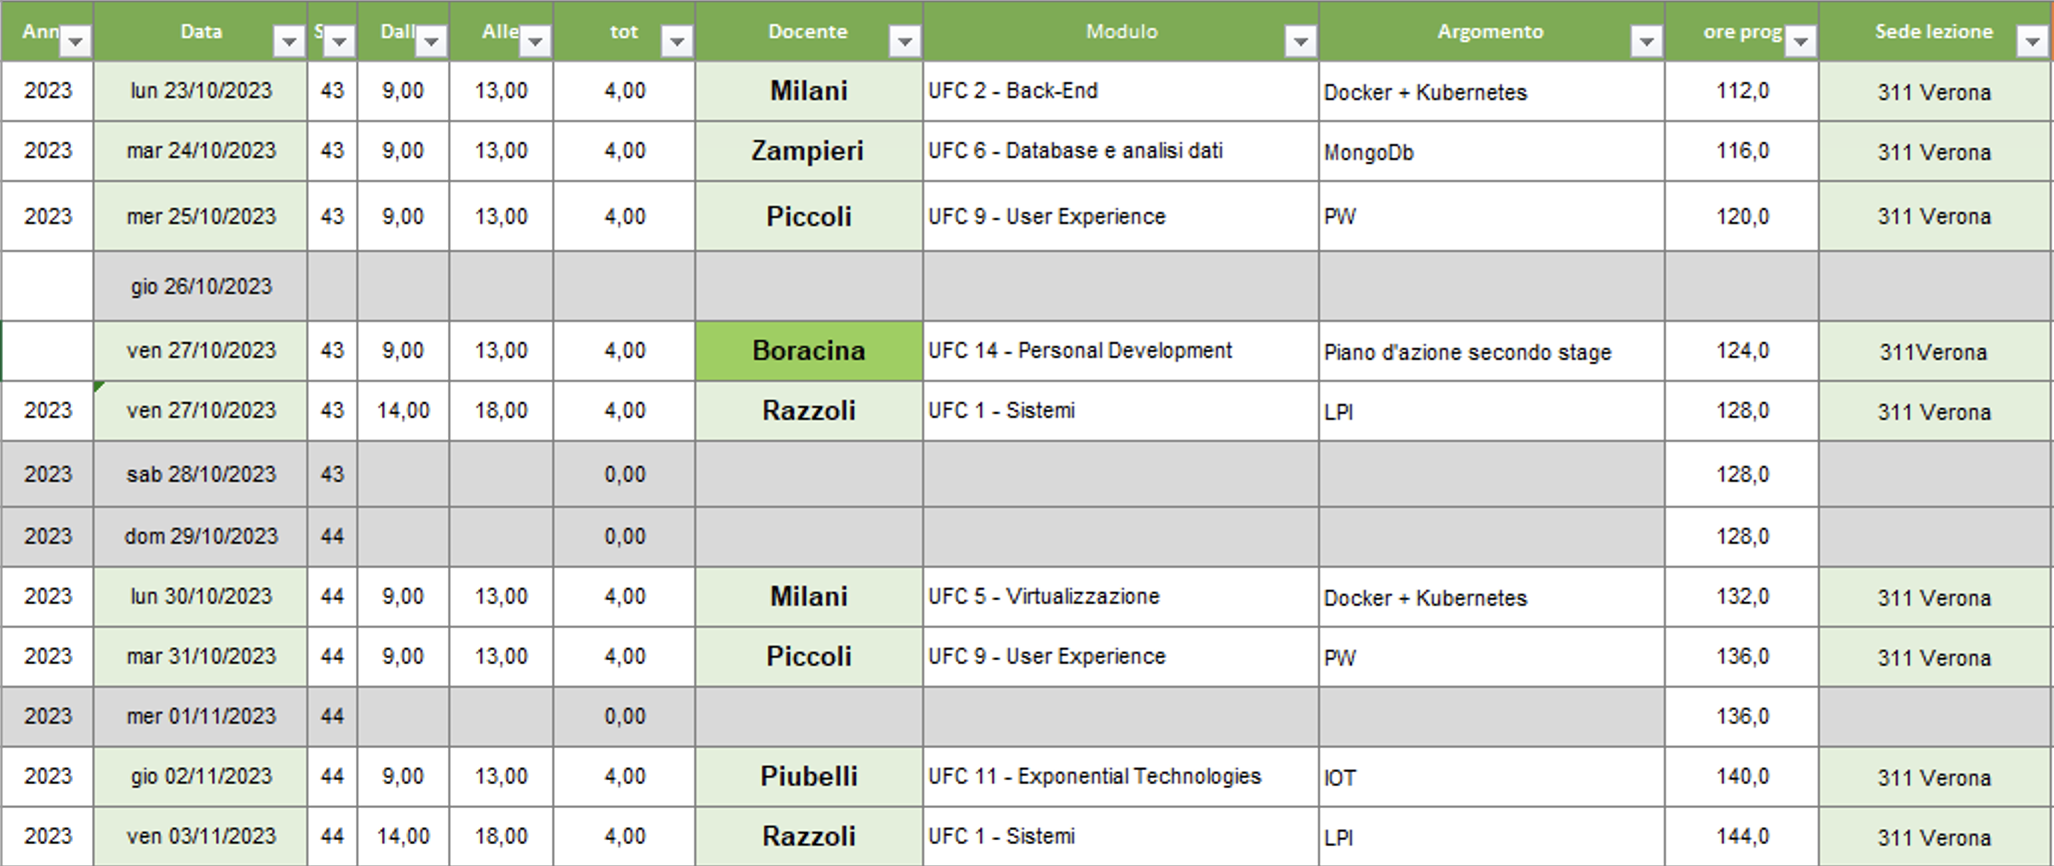 Ann Data S Dall Alle tot Docente Modulo Argomento ore prog Sede lezione
2023 lun 23/10/2023 43 9,00 13,00 4,00 Milani UFC 2 - Back-End Docker + Kubernetes 112,0 311 Verona
2023 mar 24/10/2023 43 9,00 13,00 4,00 Zampieri UFC 6 - Database e analisi dati MongoDb 116,0 311 Verona
2023 mer 25/10/2023 43 9,00 13,00 4,00 Piccoli UFC 9 - User Experience PW 120,0 311 Verona
gio 26/10/2023
ven 27/10/2023 43 9,00 13,00 4,00 Boracina UFC 14 - Personal Development Piano d'azione secondo stage 124,0 311Verona
2023 ven 27/10/2023 43 14,00 18,00 4,00 Razzoli UFC 1 - Sistemi LPI 128,0 311 Verona
2023 sab 28/10/2023 43 0,00 128,0
2023 dom 29/10/2023 44 0,00 128,0
2023 lun 30/10/2023 44 9,00 13,00 4,00 Milani UFC 5 - Virtualizzazione Docker + Kubernetes 132,0 311 Verona
2023 mar 31/10/2023 44 9,00 13,00 4,00 Piccoli UFC 9 - User Experience PW 136,0 311 Verona
2023 mer 01/11/2023 44 0,00 136,0
2023 gio 02/11/2023 44 9,00 13,00 4,00 Piubelli UFC 11 - Exponential Technologies IOT 140,0 311 Verona
2023 ven 03/11/2023 44 14,00 18,00 4,00 Razzoli UFC 1 - Sistemi LPI 144,0 311 Verona